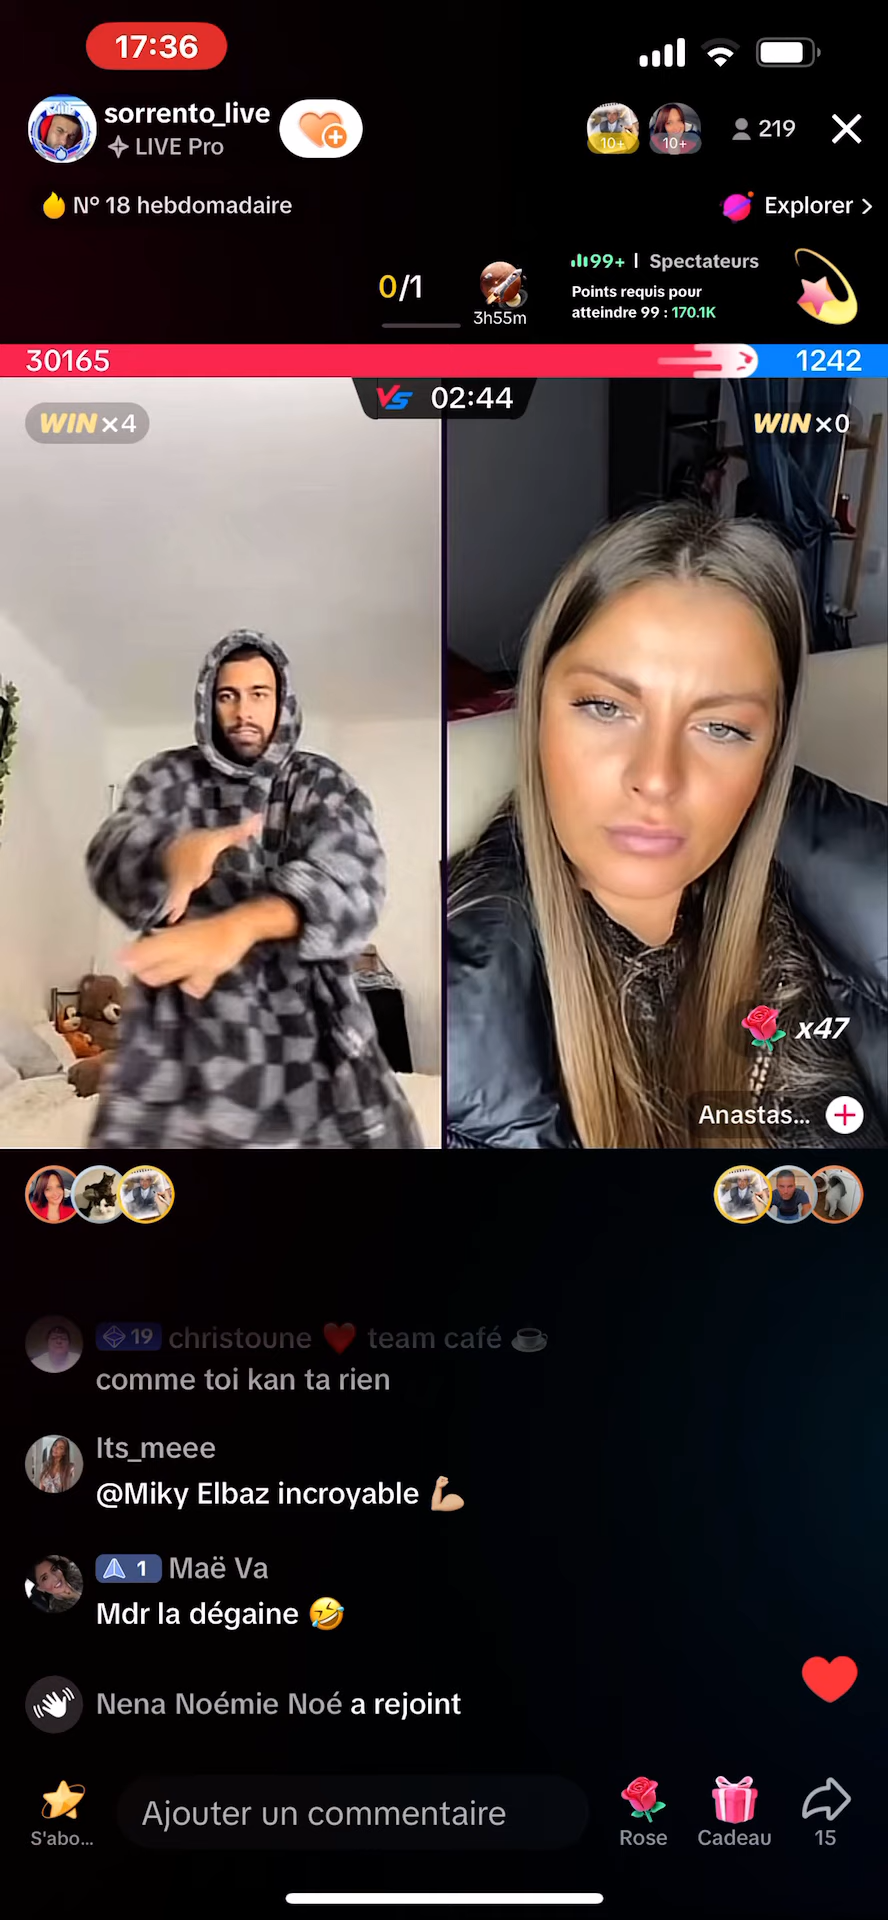 17:36
sorrento_live
LIVE Pro
10+
10+
219
N° 18 hebdomadaire
Explorer
0/1
3h55m
99+ | Spectateurs
Points requis pour
atteindre 99 : 170.1K
30165
1242
VS 02:44
WIN x4
WIN x0
x47
Anastas...
19 christoune ❤️ team café ☕
comme toi kan ta rien
Its_meee
@Miky Elbaz incroyable 💪🏼
1 Maë Va
Mdr la dégaine 🤣
Nena Noémie Noé a rejoint
S'abo...
Ajouter un commentaire
Rose
Cadeau
15